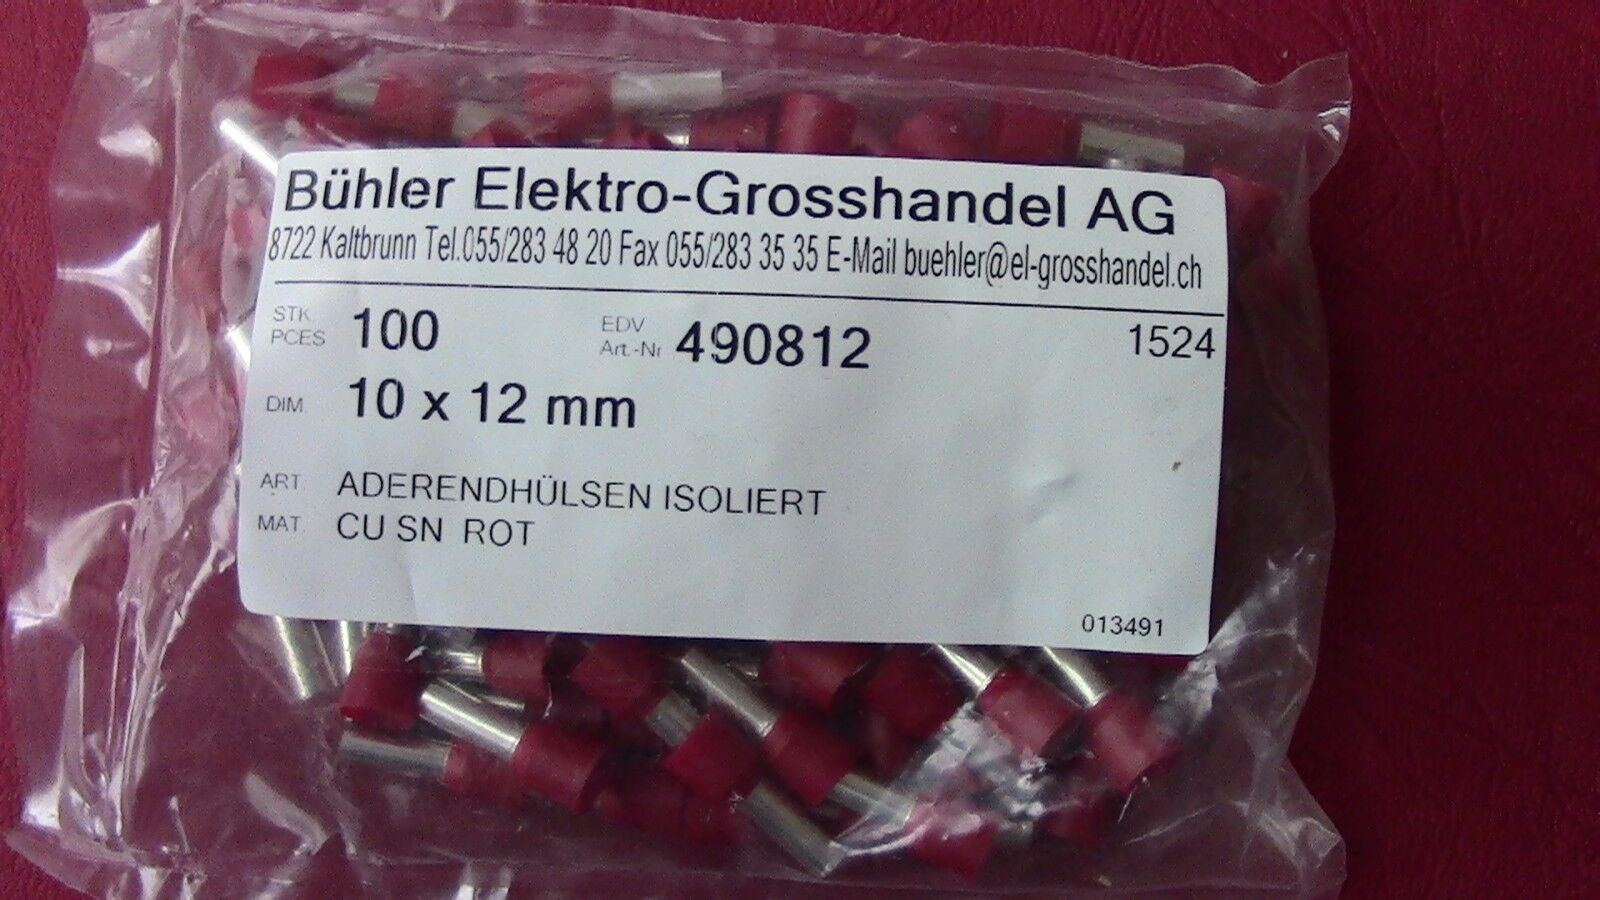 Bühler Elektro-Grosshandel AG
8722 Kaltbrunn Tel.055/283 48 20 Fax 055/283 35 35 E-Mail buehler@el-grosshandel.ch
STK. PCES 100 EDV Art.-Nr 490812 1524
DIM. 10 x 12 mm
ART. ADERENDHÜLSEN ISOLIERT
MAT. CU SN ROT
013491